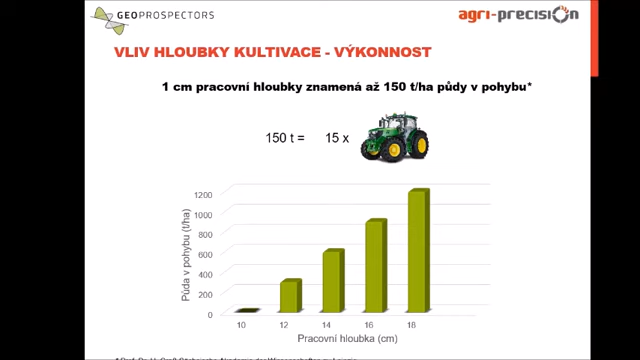 GEOPROSPECTORS
agri-precisiön
VLIV HLOUBKY KULTIVACE - VÝKONNOST
1 cm pracovní hloubky znamená až 150 t/ha půdy v pohybu*
150 t = 15 x
Půda v pohybu (t/ha)
1200
1000
800
600
400
200
0
10 12 14 16 18
Pracovní hloubka (cm)